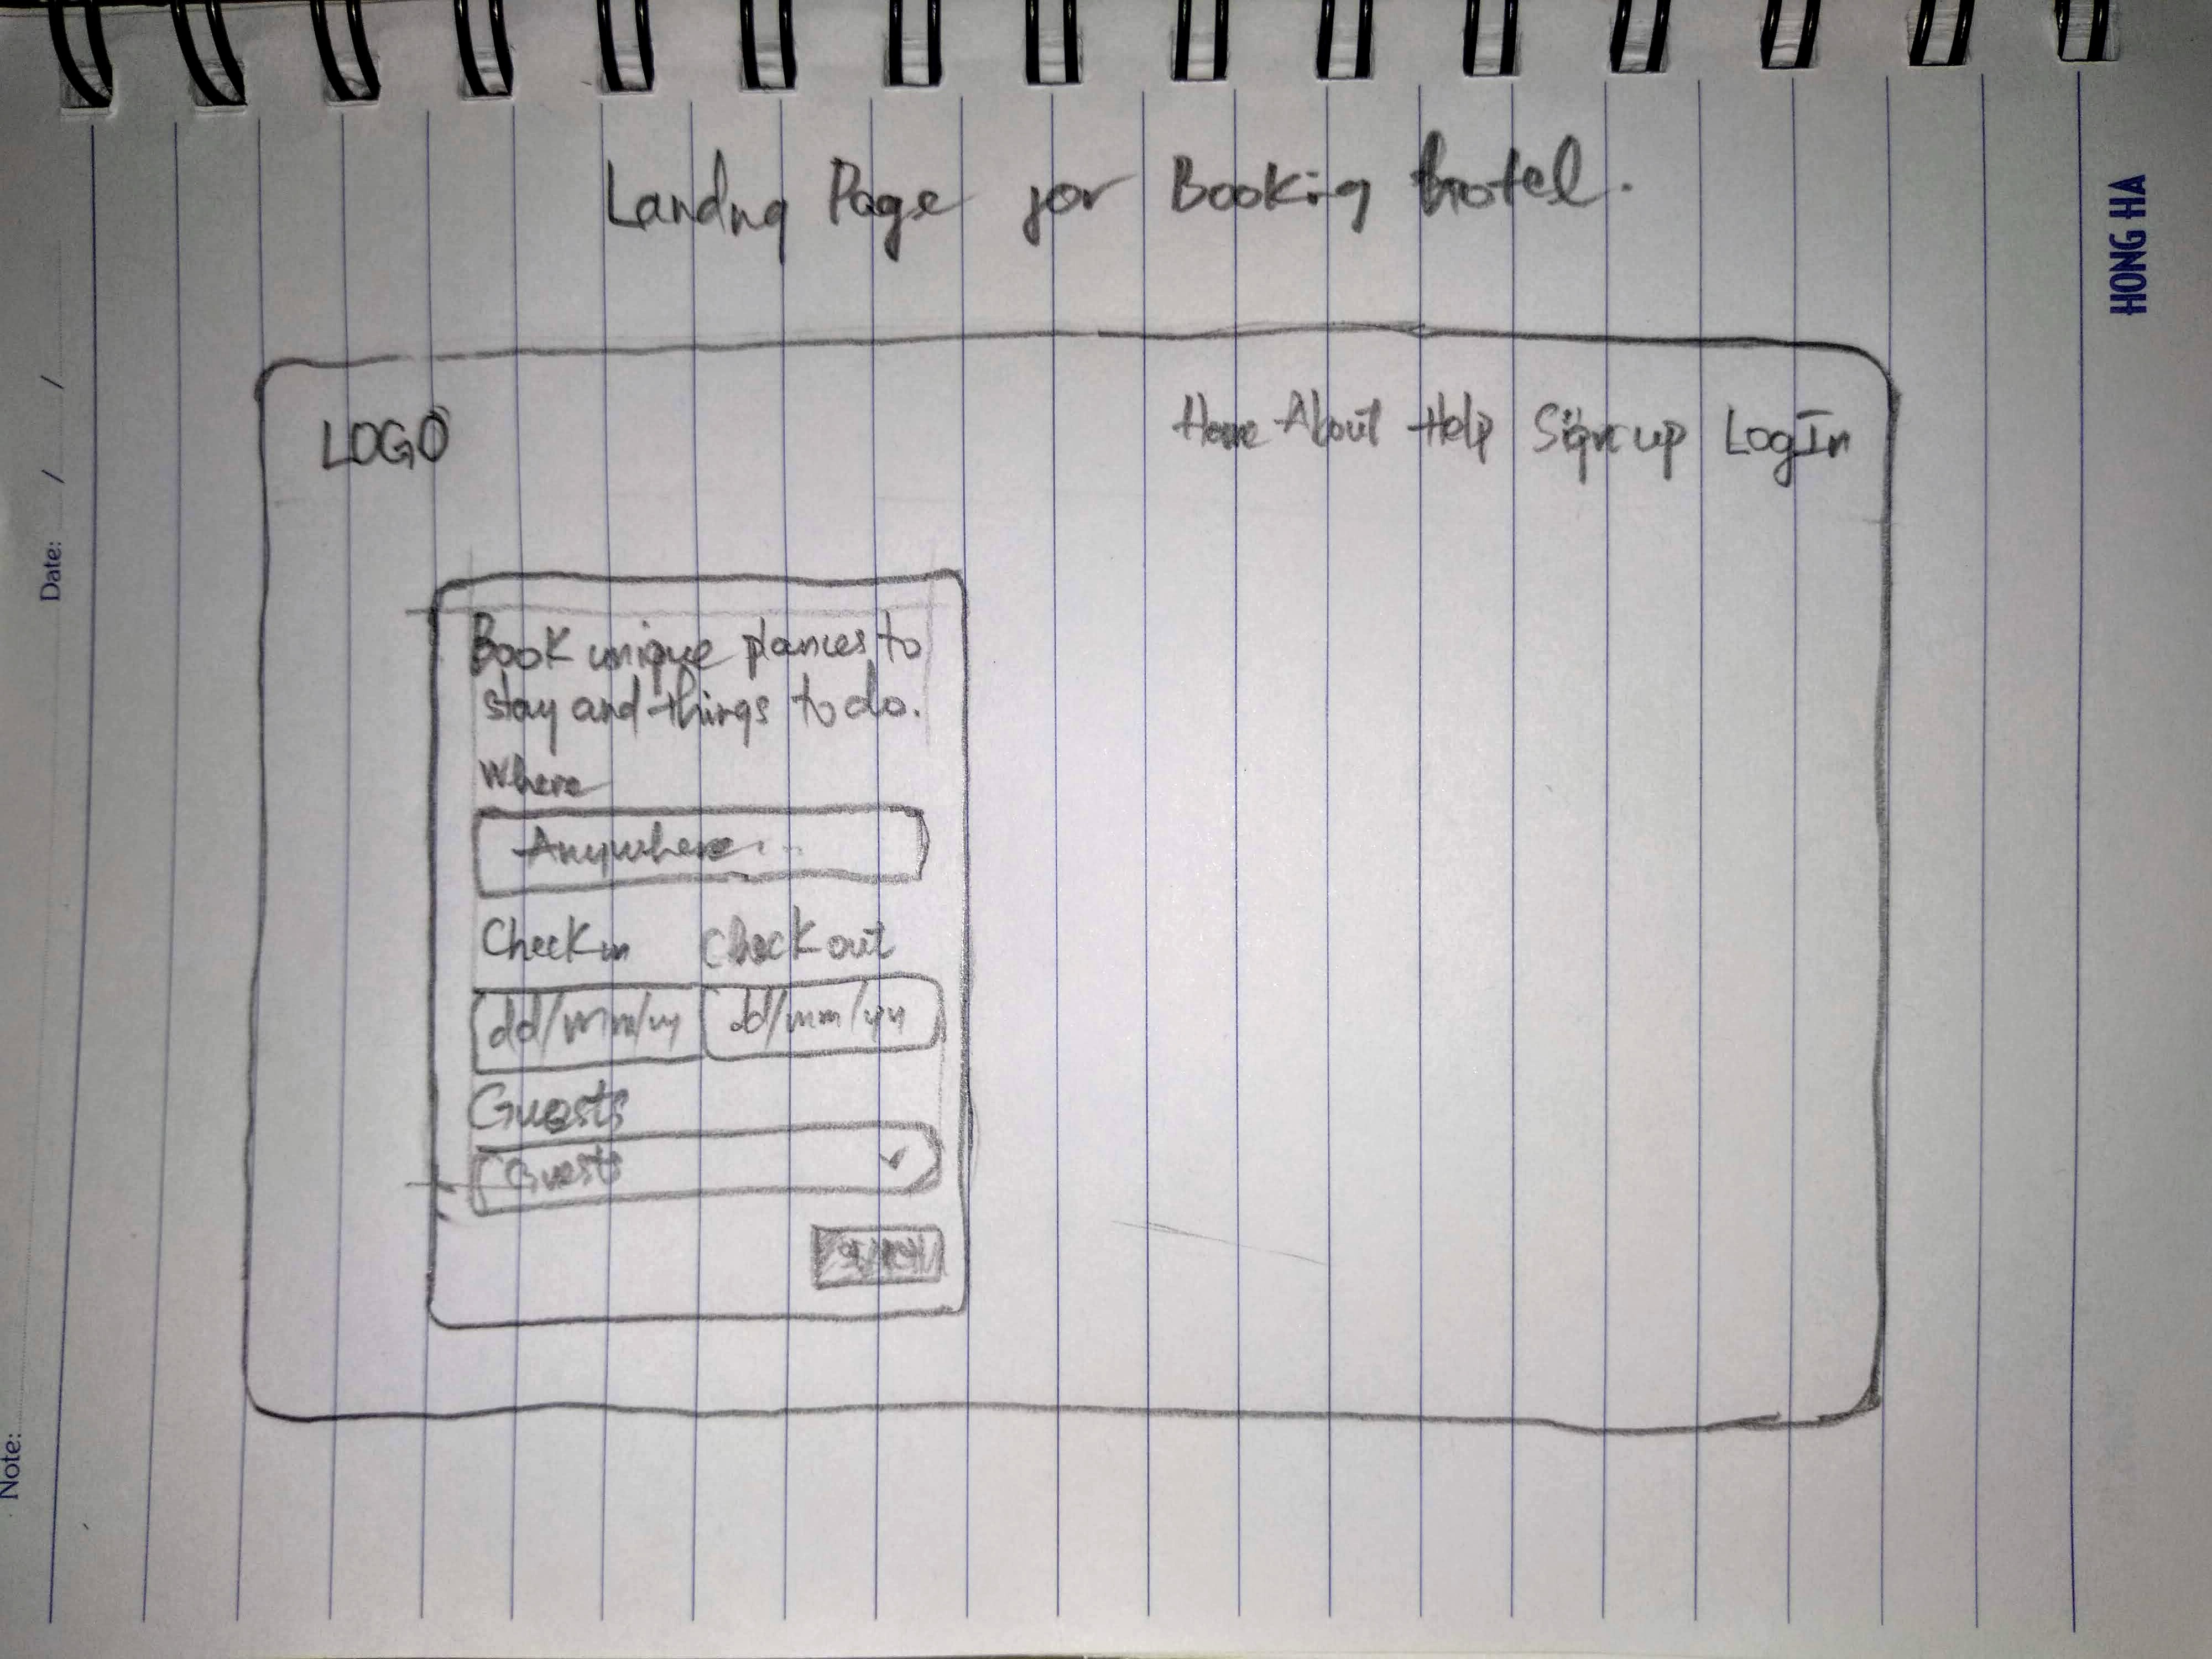 Landng Page for Booking Hotel.
HONG HA
Date: / /
LOGO Home About Help Sign up LogIn
Book unique plances to
stay and things to do.
Where
Anywhere...
Check in Check out
dd/mm/yy dd/mm/yy
Guests
Guests
Note: